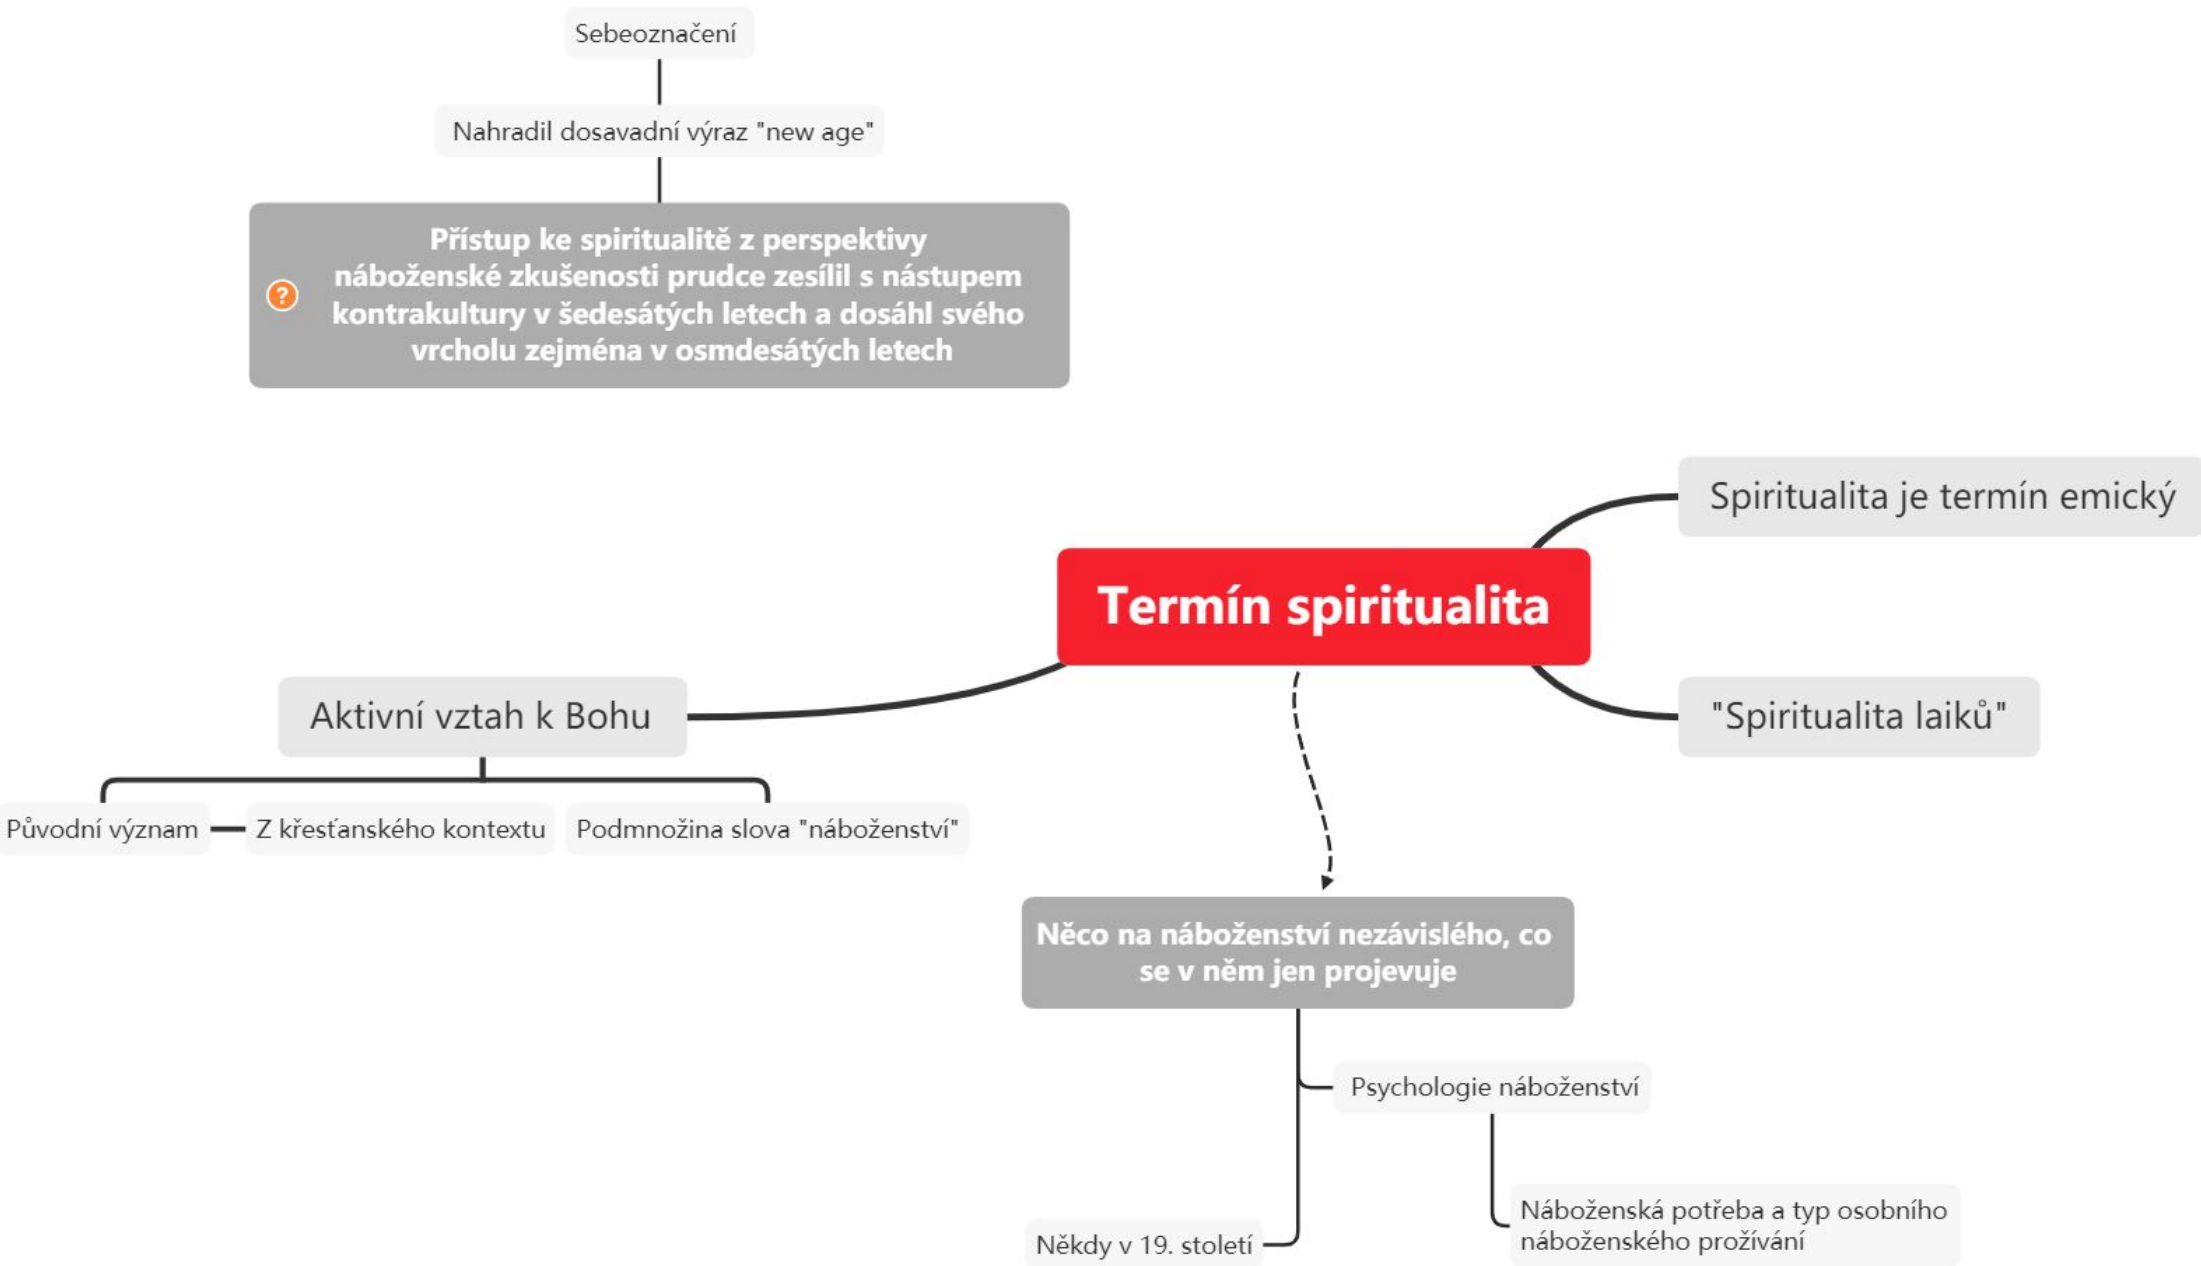 Sebeoznačení
Nahradil dosavadní výraz "new age"
?
Přístup ke spiritualitě z perspektivy
náboženské zkušenosti prudce zesílil s nástupem
kontrakultury v šedesátých letech a dosáhl svého
vrcholu zejména v osmdesátých letech
Spiritualita je termín emický
Termín spiritualita
Aktivní vztah k Bohu
"Spiritualita laiků"
Původní význam
Z křesťanského kontextu
Podmnožina slova "náboženství"
Něco na náboženství nezávislého, co
se v něm jen projevuje
Psychologie náboženství
Náboženská potřeba a typ osobního
náboženského prožívání
Někdy v 19. století